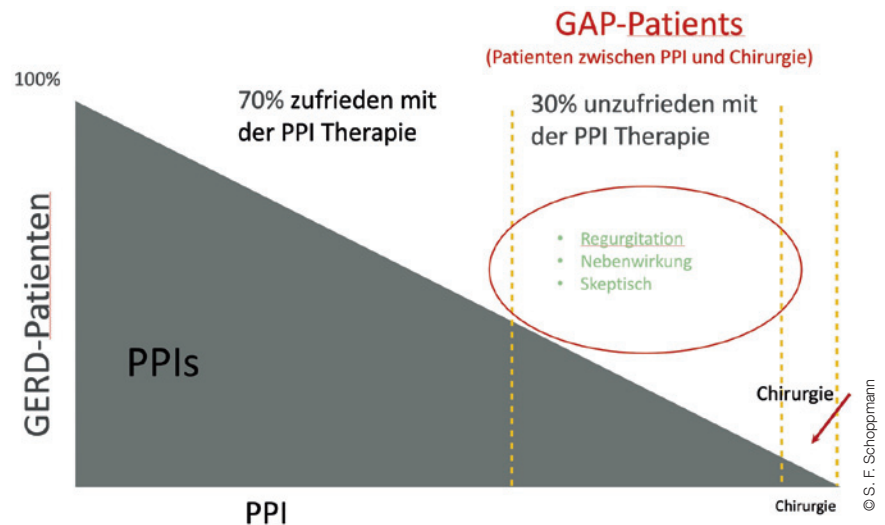 GAP-Patients
(Patienten zwischen PPI und Chirurgie)
100%
70% zufrieden mit
der PPI Therapie
30% unzufrieden mit
der PPI Therapie
GERD-Patienten
• Regurgitation
• Nebenwirkung
• Skeptisch
PPIs
Chirurgie
PPI
Chirurgie
© S. F. Schoppmann